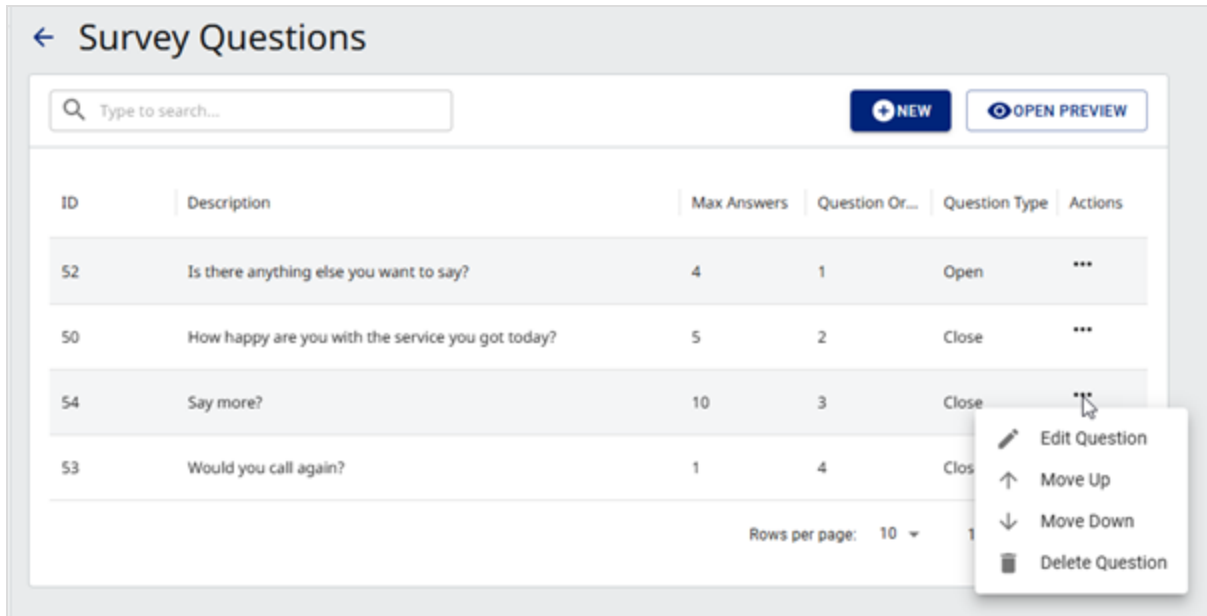 Survey Questions
Type to search...
NEW
OPEN PREVIEW
ID Description Max Answers Question Or... Question Type Actions
52 Is there anything else you want to say? 4 1 Open
50 How happy are you with the service you got today? 5 2 Close
54 Say more? 10 3 Close
53 Would you call again? 1 4 Clos
Edit Question
Move Up
Move Down
Delete Question
Rows per page: 10 1